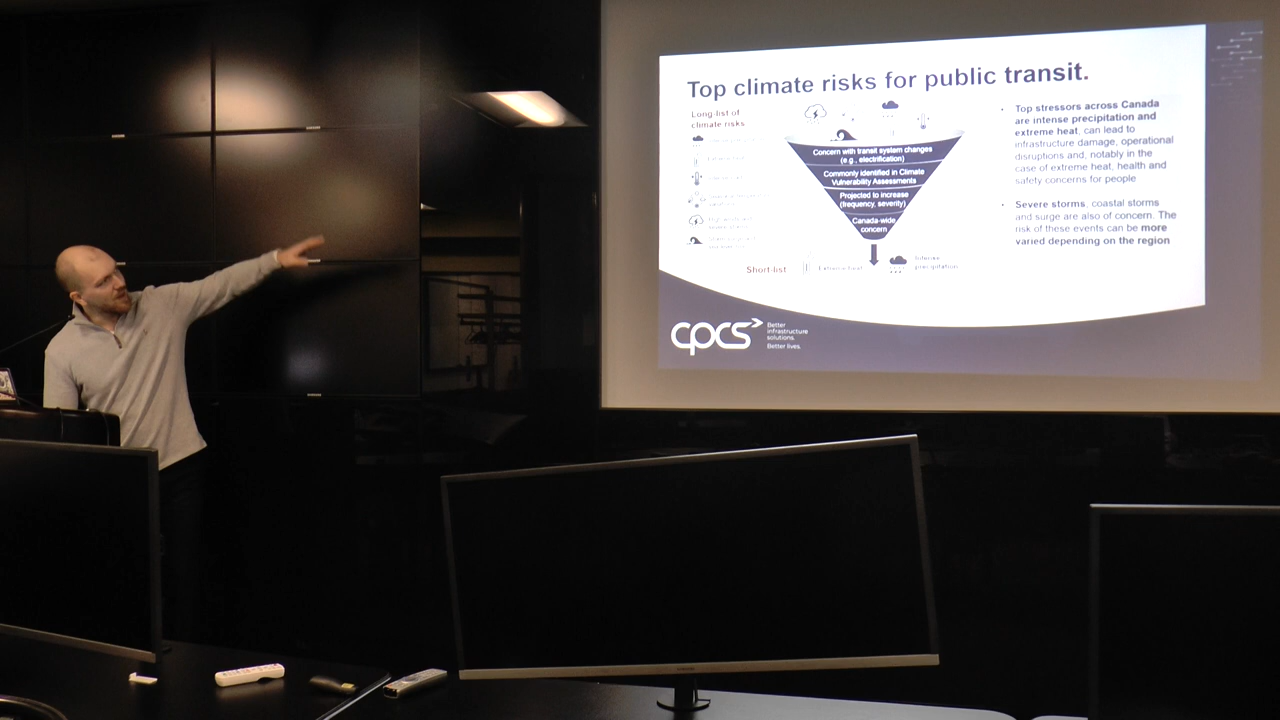 Top climate risks for public transit.
Long-list of
climate risks
Concern with transit system changes
(e.g., electrification)
Commonly identified in Climate
Vulnerability Assessments
Projected to increase
(frequency, severity)
Canada-wide
concern
Short-list
Extreme heat
Intense
precipitation
• Top stressors across Canada
are intense precipitation and
extreme heat, can lead to
infrastructure damage, operational
disruptions and, notably in the
case of extreme heat, health and
safety concerns for people
• Severe storms, coastal storms
and surge are also of concern. The
risk of these events can be more
varied depending on the region
cpcs
Better
infrastructure
solutions.
Better lives.